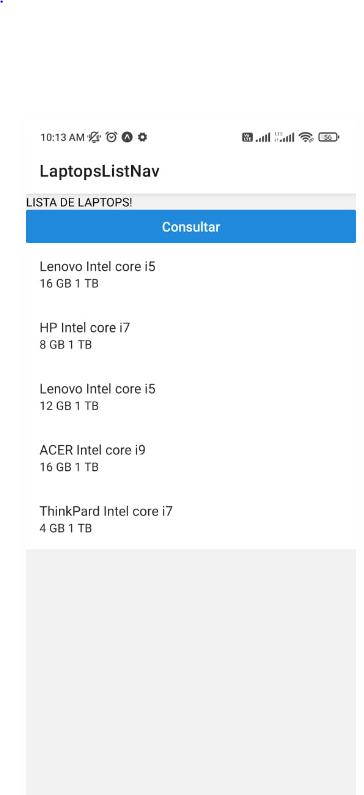 10:13 AM
LaptopsListNav
LISTA DE LAPTOPS!
Consultar
Lenovo Intel core i5
16 GB 1 TB
HP Intel core i7
8 GB 1 TB
Lenovo Intel core i5
12 GB 1 TB
ACER Intel core i9
16 GB 1 TB
ThinkPard Intel core i7
4 GB 1 TB